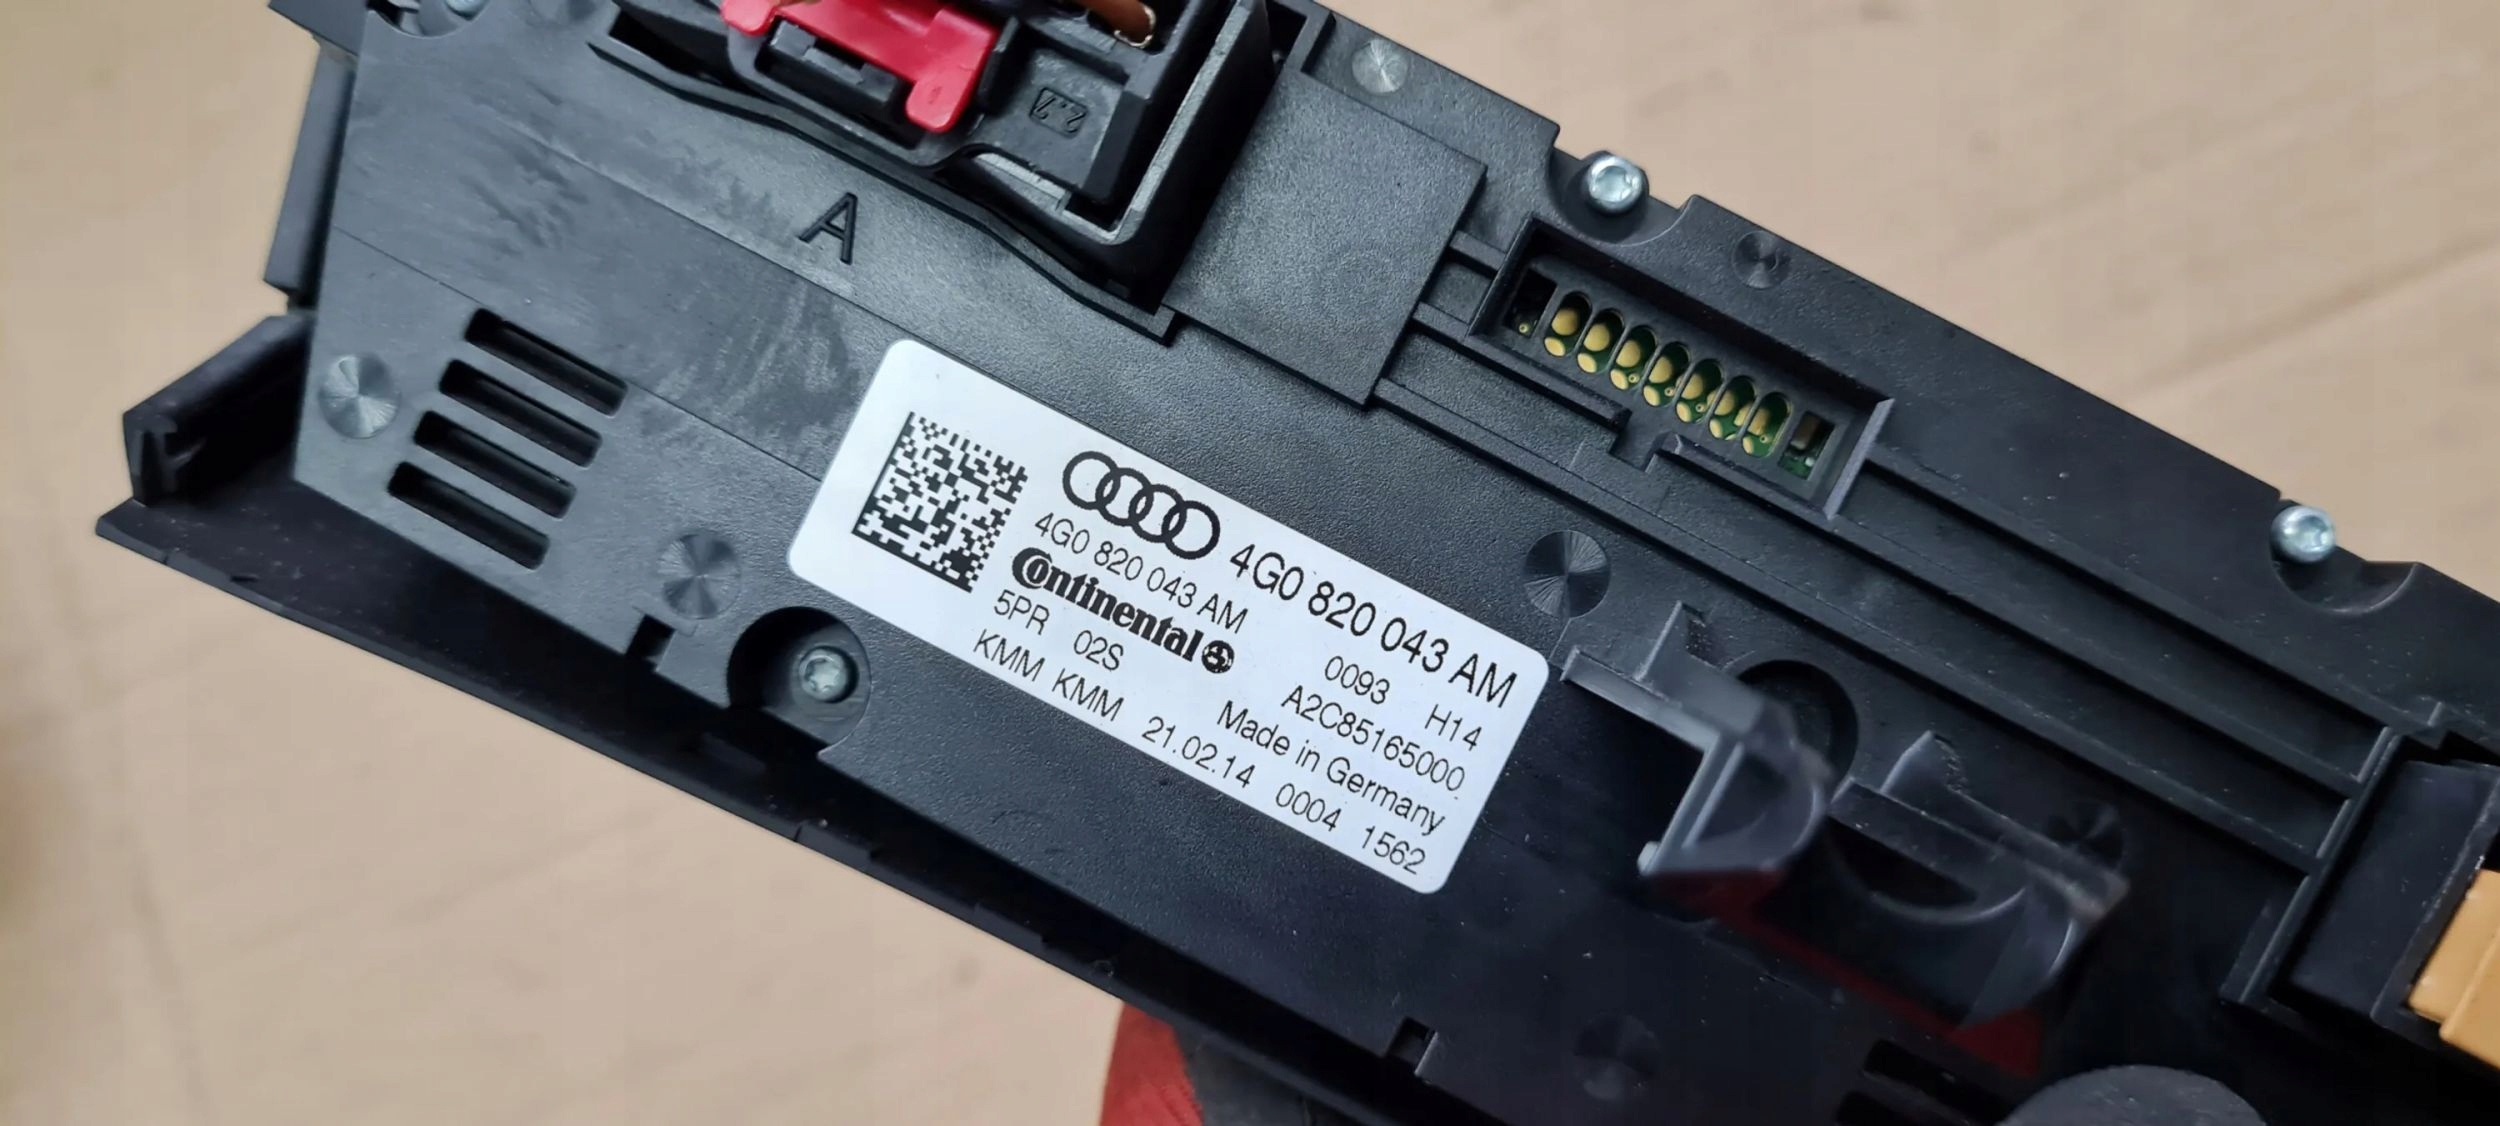 2.7
A
4G0 820 043 AM
4G0 820 043 AM
0093 H14
Continental
A2C85165000
5PR 02S
Made in Germany
KMM KMM 21.02.14 0004 1562